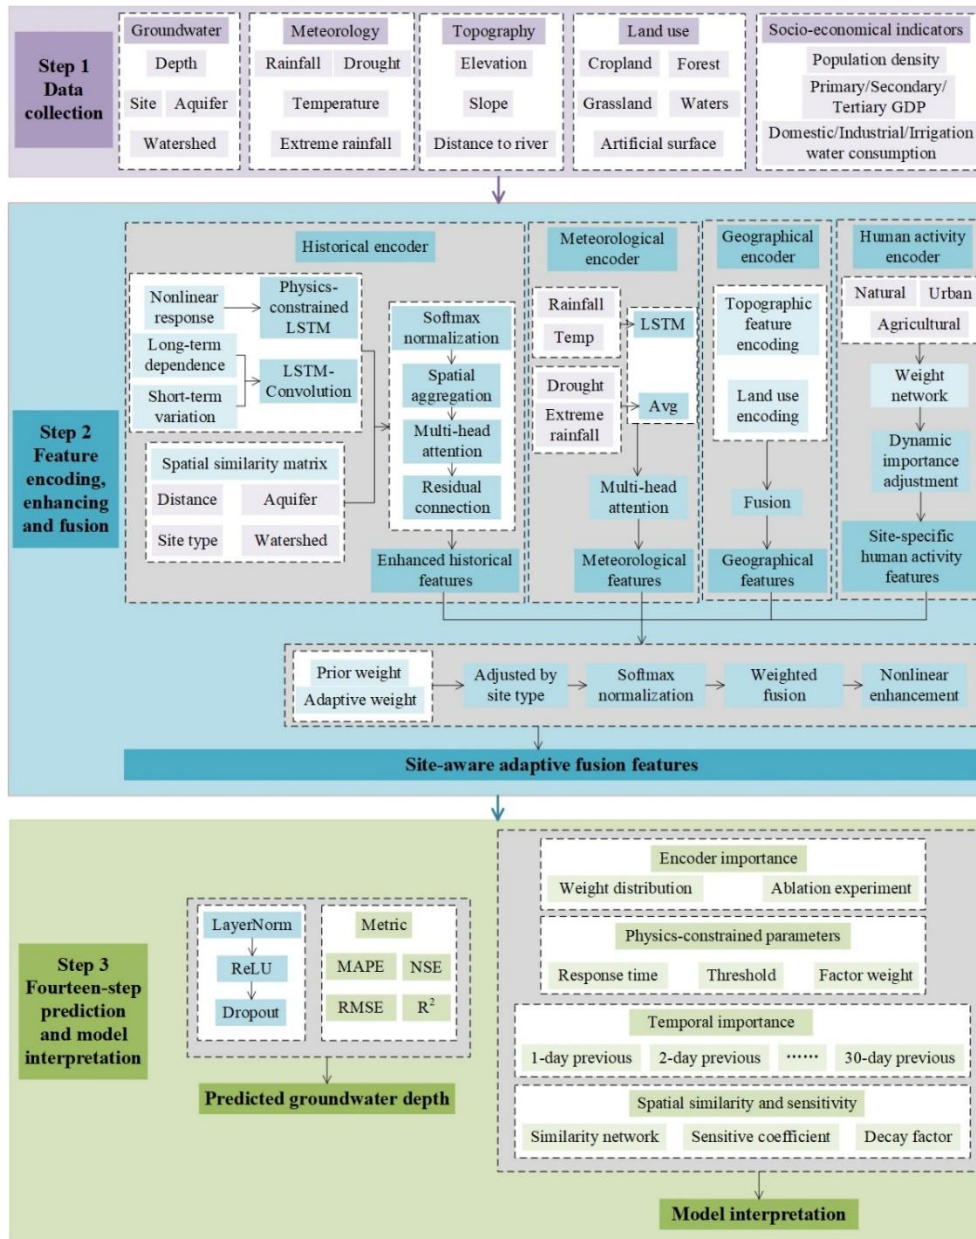 Step 1
Data
collection
Groundwater
Depth
Site
Aquifer
Watershed
Meteorology
Rainfall
Drought
Temperature
Extreme rainfall
Topography
Elevation
Slope
Distance to river
Land use
Cropland
Forest
Grassland
Waters
Artificial surface
Socio-economical indicators
Population density
Primary/Secondary/
Tertiary GDP
Domestic/Industrial/Irrigation
water consumption
Step 2
Feature
encoding,
enhancing
and fusion
Historical encoder
Nonlinear
response
Physics-
constrained
LSTM
Long-term
dependence
Short-term
variation
LSTM-
Convolution
Spatial similarity matrix
Distance
Aquifer
Site type
Watershed
Softmax
normalization
Spatial
aggregation
Multi-head
attention
Residual
connection
Enhanced historical
features
Meteorological
encoder
Rainfall
Temp
LSTM
Drought
Extreme
rainfall
Avg
Multi-head
attention
Meteorological
features
Geographical
encoder
Topographic
feature
encoding
Land use
encoding
Fusion
Geographical
features
Human activity
encoder
Natural
Urban
Agricultural
Weight
network
Dynamic
importance
adjustment
Site-specific
human activity
features
Prior weight
Adaptive weight
Adjusted by
site type
Softmax
normalization
Weighted
fusion
Nonlinear
enhancement
Site-aware adaptive fusion features
Step 3
Fourteen-step
prediction
and model
interpretation
LayerNorm
ReLU
Dropout
Metric
MAPE
NSE
RMSE
R²
Predicted groundwater depth
Encoder importance
Weight distribution
Ablation experiment
Physics-constrained parameters
Response time
Threshold
Factor weight
Temporal importance
1-day previous
2-day previous
……
30-day previous
Spatial similarity and sensitivity
Similarity network
Sensitive coefficient
Decay factor
Model interpretation